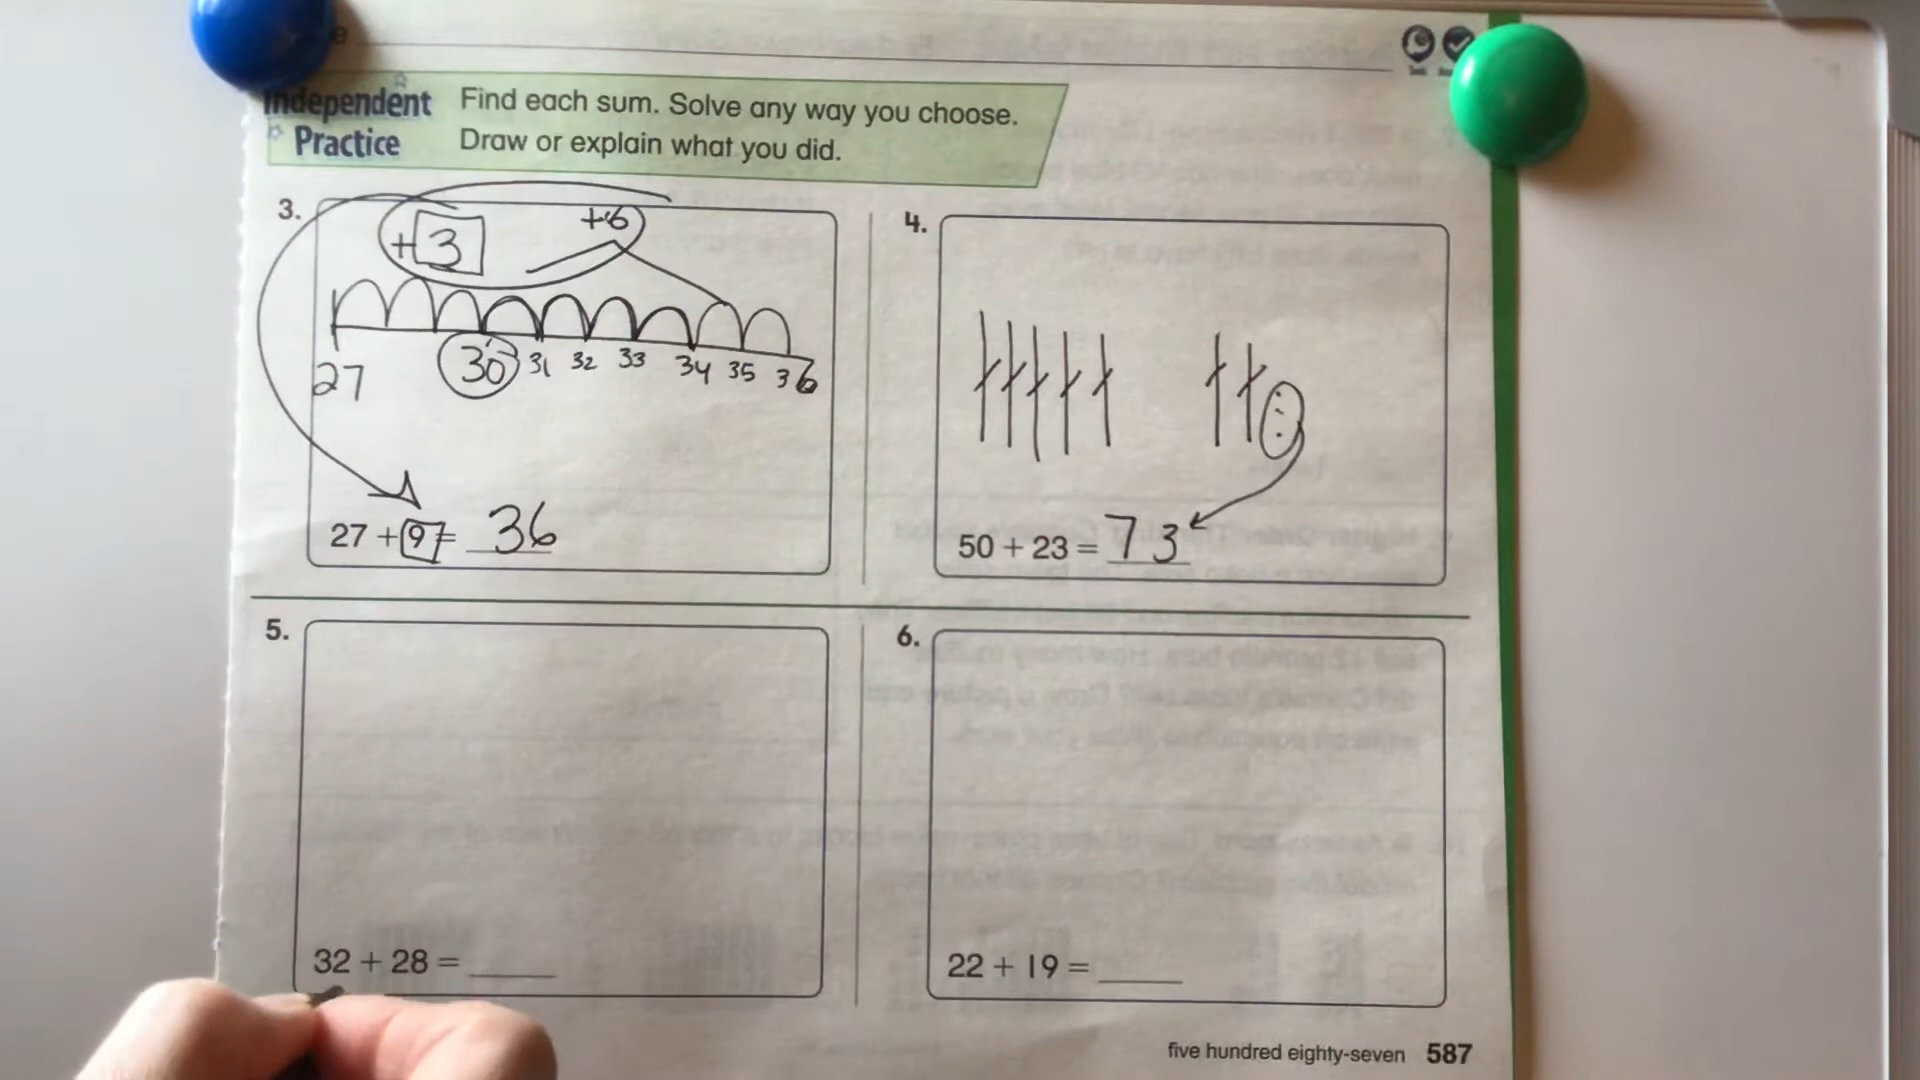 Independent Practice
Find each sum. Solve any way you choose.
Draw or explain what you did.
3.
+3
+6
27 30 31 32 33 34 35 36
27 + 9 = 36
4.
50 + 23 = 73
5.
32 + 28 =
6.
22 + 19 =
five hundred eighty-seven 587